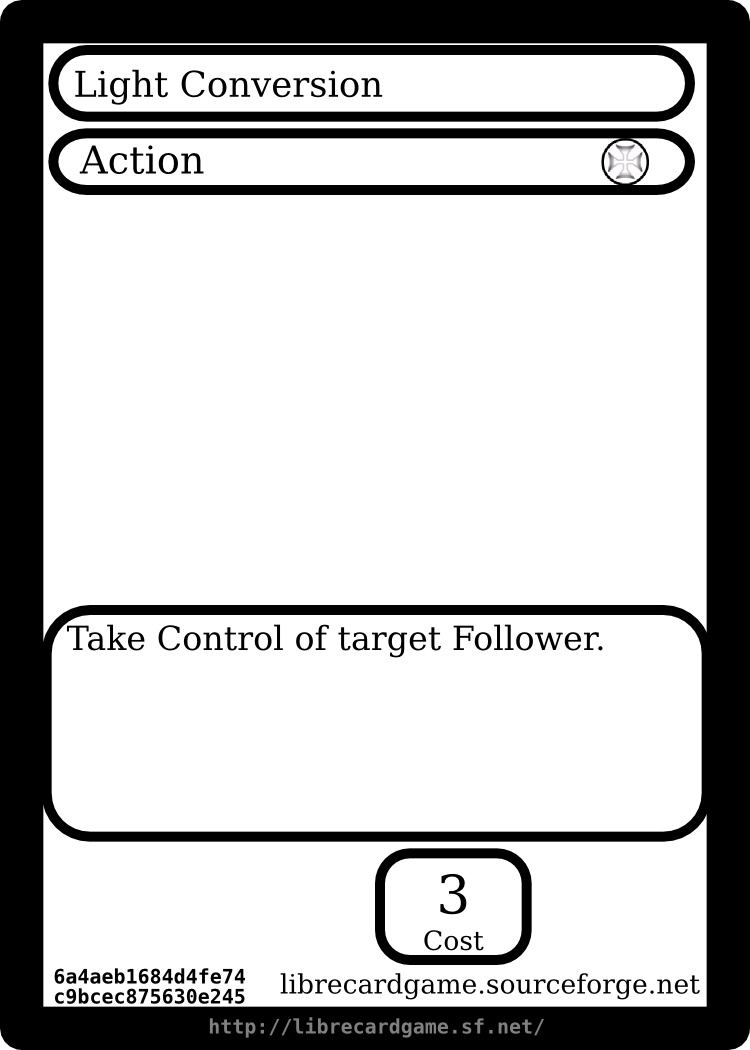 Light Conversion
Action
Take Control of target Follower.
3
Cost
6a4aeb1684d4fe74
c9bcec875630e245
librecardgame.sourceforge.net
http://librecardgame.sf.net/